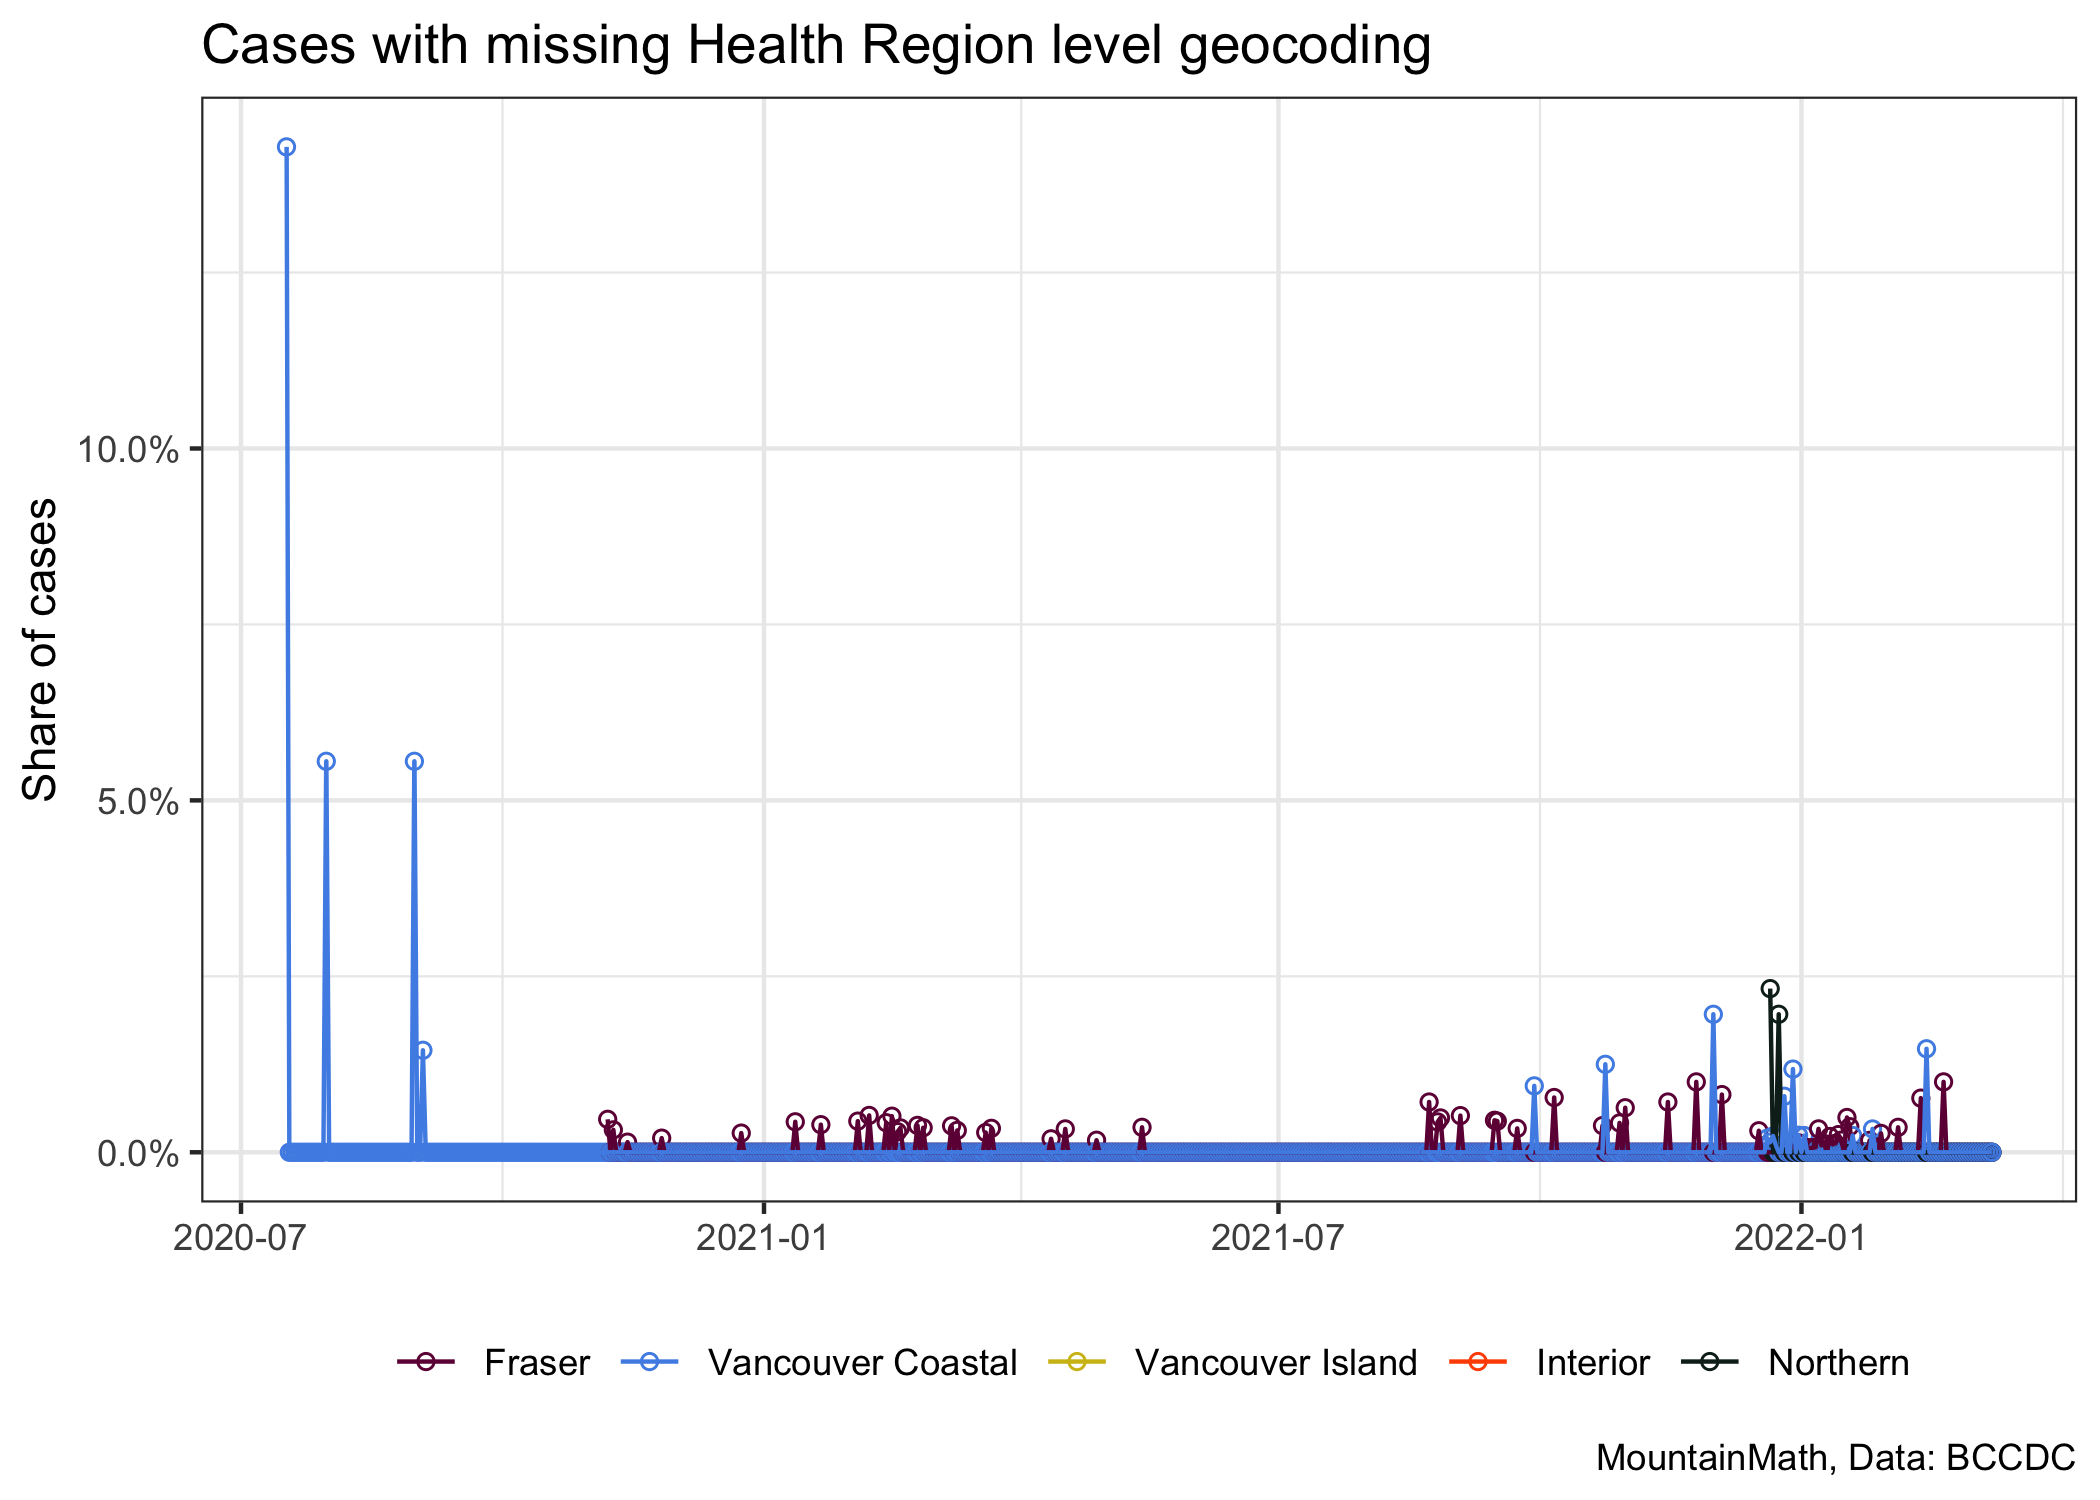 Cases with missing Health Region level geocoding
Share of cases
10.0%
5.0%
0.0%
2020-07
2021-01
2021-07
2022-01
Fraser
Vancouver Coastal
Vancouver Island
Interior
Northern
MountainMath, Data: BCCDC